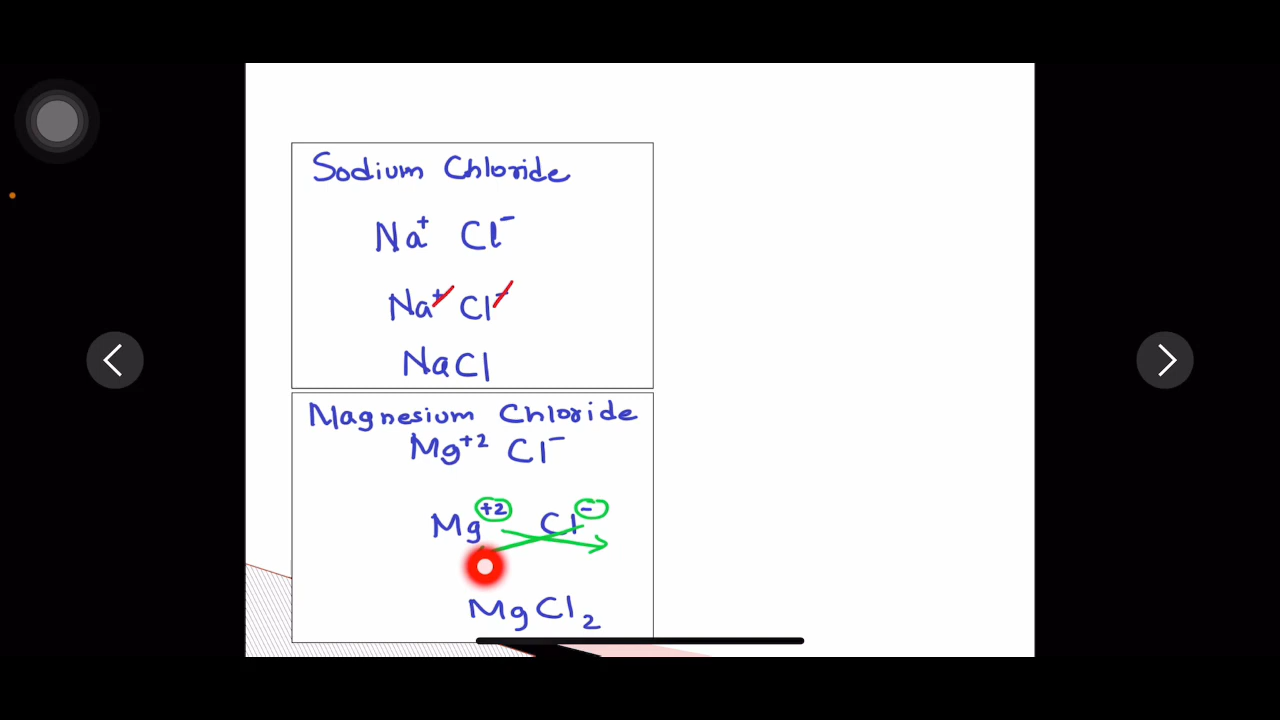 Sodium Chloride
Na⁺ Cl⁻
Na⁺ Cl⁻
NaCl
Magnesium Chloride
Mg⁺² Cl⁻
Mg⁺² Cl⁻
MgCl₂